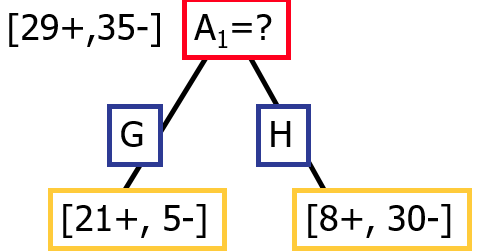 [29+,35-] A1=?
G H
[21+, 5-] [8+, 30-]